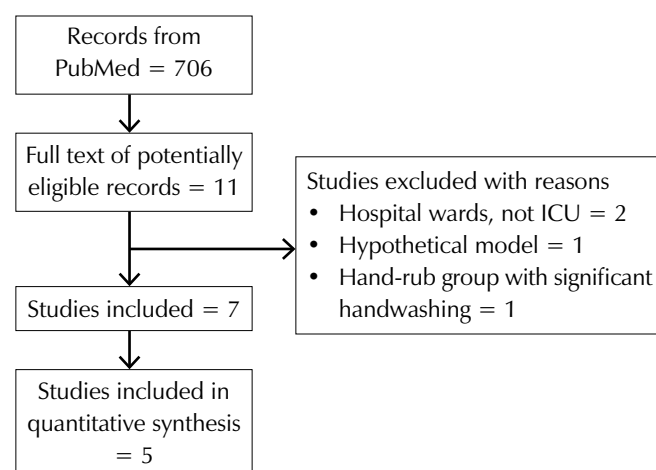 Records from
PubMed = 706
Full text of potentially
eligible records = 11
Studies excluded with reasons
• Hospital wards, not ICU = 2
• Hypothetical model = 1
• Hand-rub group with significant
handwashing = 1
Studies included = 7
Studies included in
quantitative synthesis
= 5